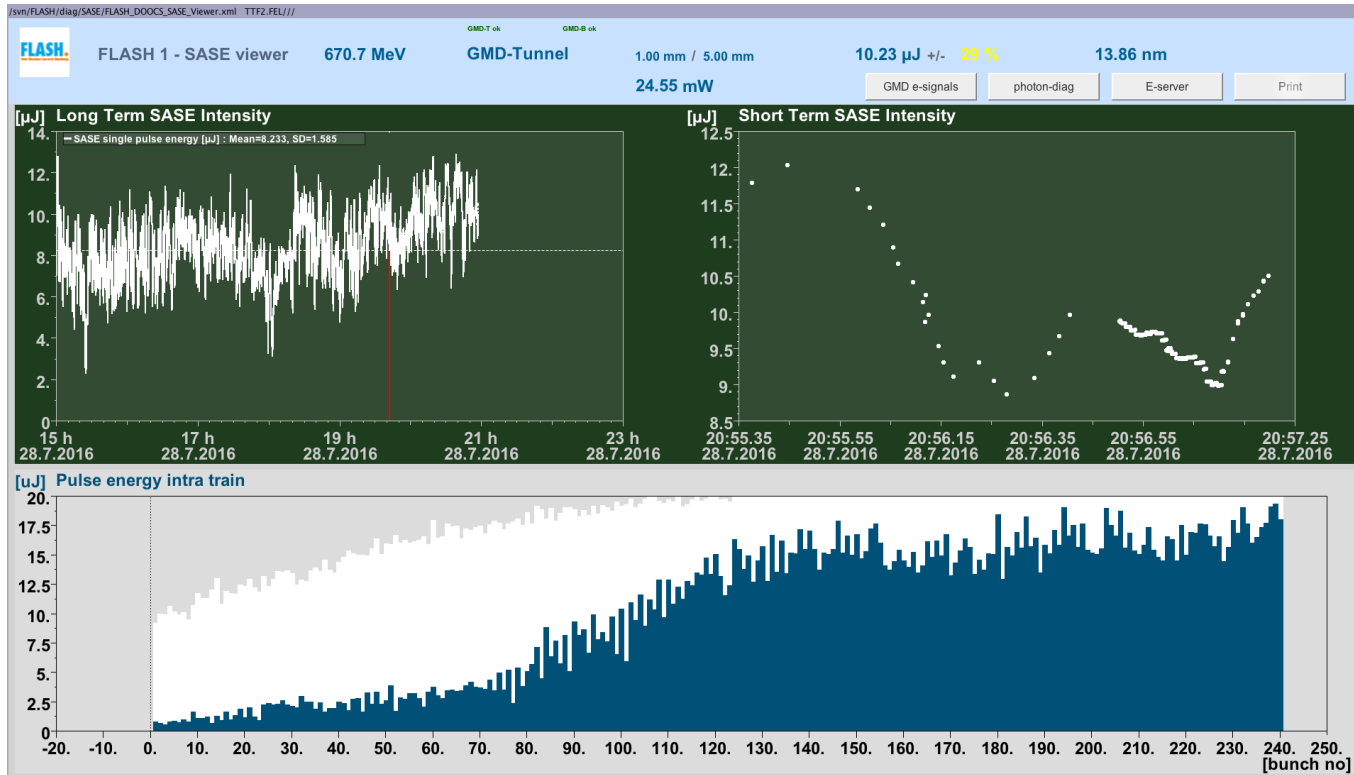 /svn/FLASH/diag/SASE/FLASH_DOOCS_SASE_Viewer.xml TTF2.FEL///
GMD-T ok GMD-B ok
FLASH. FLASH 1 - SASE viewer 670.7 MeV GMD-Tunnel 1.00 mm / 5.00 mm 10.23 µJ +/- 29 % 13.86 nm
24.55 mW GMD e-signals photon-diag E-server Print
[µJ] Long Term SASE Intensity
14.
SASE single pulse energy [µJ] : Mean=8.233, SD=1.585
12.
10.
8.
6.
4.
2.
0.
15 h 17 h 19 h 21 h 23 h
28.7.2016 28.7.2016 28.7.2016 28.7.2016 28.7.2016
[µJ] Short Term SASE Intensity
12.5
12.
11.5
11.
10.5
10.
9.5
9.
8.5
20:55.35 20:55.55 20:56.15 20:56.35 20:56.55 20:57.25
28.7.2016 28.7.2016 28.7.2016 28.7.2016 28.7.2016 28.7.2016
[uJ] Pulse energy intra train
20.
17.5
15.
12.5
10.
7.5
5.
2.5
0.
-20. -10. 0. 10. 20. 30. 40. 50. 60. 70. 80. 90. 100. 110. 120. 130. 140. 150. 160. 170. 180. 190. 200. 210. 220. 230. 240. 250.
[bunch no]